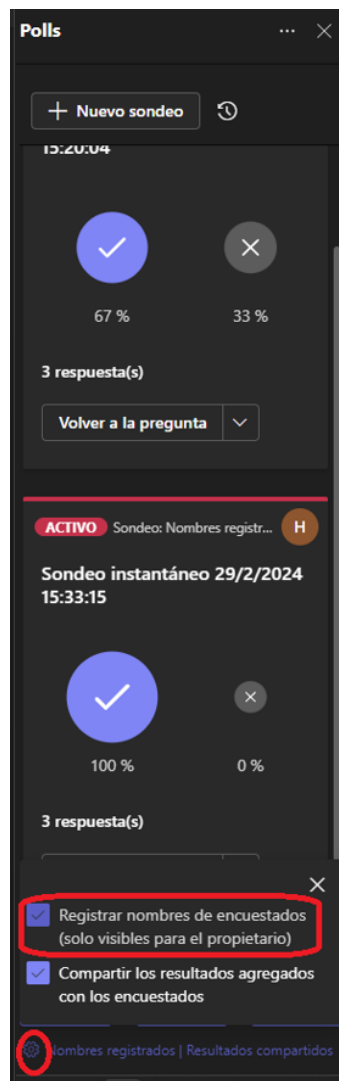 Polls
Nuevo sondeo
15:20:04
67 %
33 %
3 respuesta(s)
Volver a la pregunta
ACTIVO Sondeo: Nombres registr... H
Sondeo instantáneo 29/2/2024
15:33:15
100 %
0 %
3 respuesta(s)
Registrar nombres de encuestados
(solo visibles para el propietario)
Compartir los resultados agregados
con los encuestados
Nombres registrados | Resultados compartidos